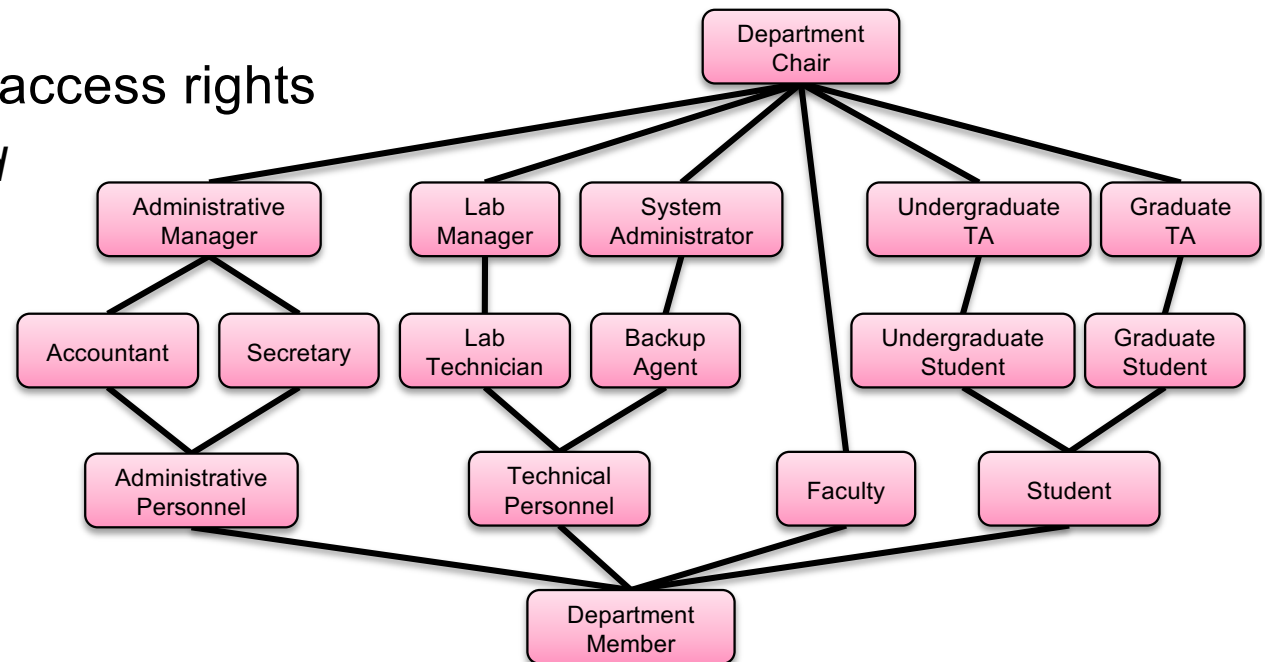 Department
Chair
access rights
d
Administrative
Manager
Lab
Manager
System
Administrator
Undergraduate
TA
Graduate
TA
Accountant
Secretary
Lab
Technician
Backup
Agent
Undergraduate
Student
Graduate
Student
Administrative
Personnel
Technical
Personnel
Faculty
Student
Department
Member